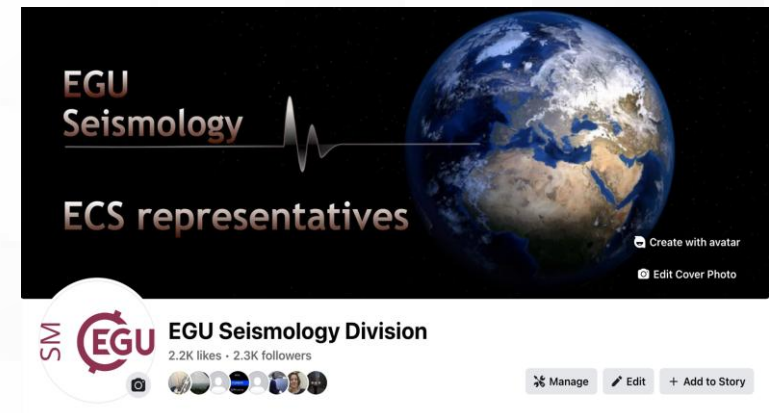 EGU
Seismology
ECS representatives
Create with avatar
Edit Cover Photo
SM
EGU
EGU Seismology Division
2.2K likes • 2.3K followers
Manage
Edit
+ Add to Story